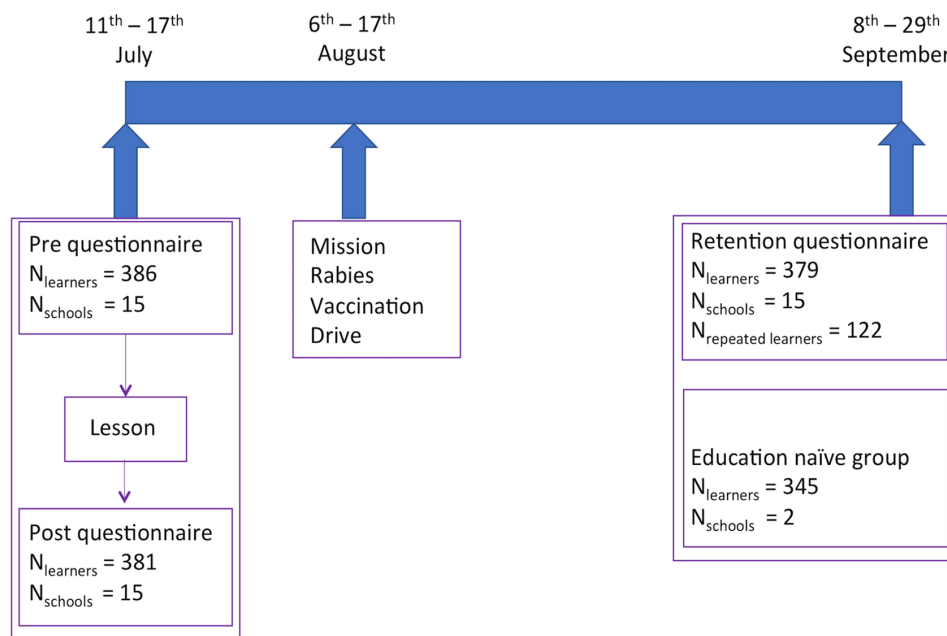 11th – 17th
July
6th – 17th
August
8th – 29th
September
Pre questionnaire
Nlearners = 386
Nschools = 15
Lesson
Post questionnaire
Nlearners = 381
Nschools = 15
Mission
Rabies
Vaccination
Drive
Retention questionnaire
Nlearners = 379
Nschools = 15
Nrepeated learners = 122
Education naïve group
Nlearners = 345
Nschools = 2